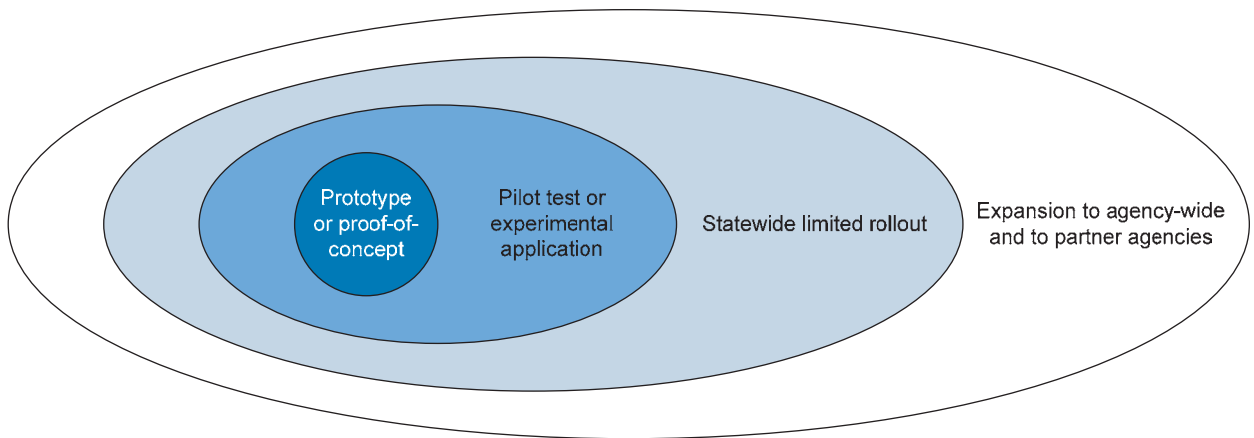 Prototype
or proof-of-
concept
Pilot test or
experimental
application
Statewide limited rollout
Expansion to agency-wide
and to partner agencies